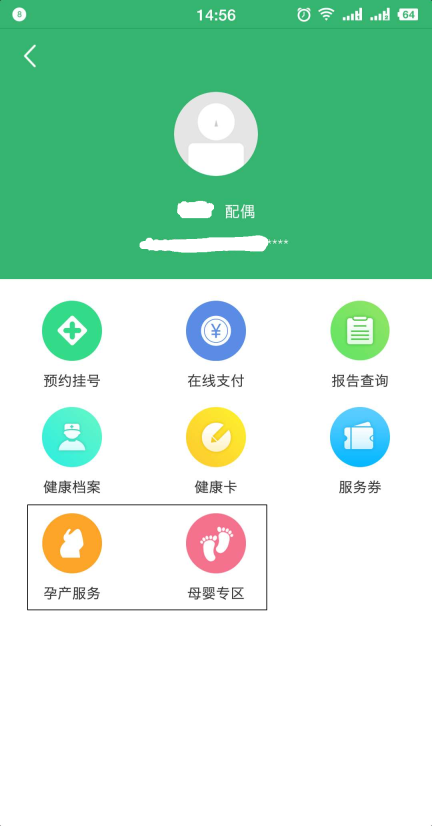 8 14:56 64
配偶
****
预约挂号 在线支付 报告查询
健康档案 健康卡 服务券
孕产服务 母婴专区